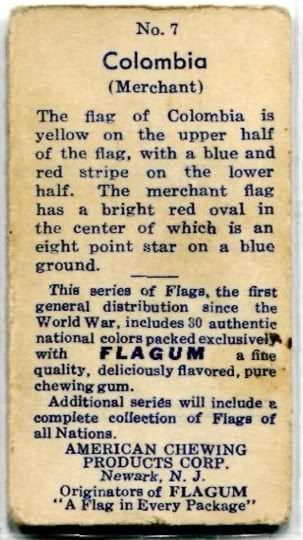 No. 7
Colombia
(Merchant)
The flag of Colombia is
yellow on the upper half
of the flag, with a blue and
red stripe on the lower
half. The merchant flag
has a bright red oval in
the center of which is an
eight point star on a blue
ground.
This series of Flags, the first
general distribution since the
World War, includes 30 authentic
national colors packed exclusively
with FLAGUM a fine
quality, deliciously flavored, pure
chewing gum.
Additional series will include a
complete collection of Flags of
all Nations.
AMERICAN CHEWING
PRODUCTS CORP.
Newark, N. J.
Originators of FLAGUM
"A Flag in Every Package"